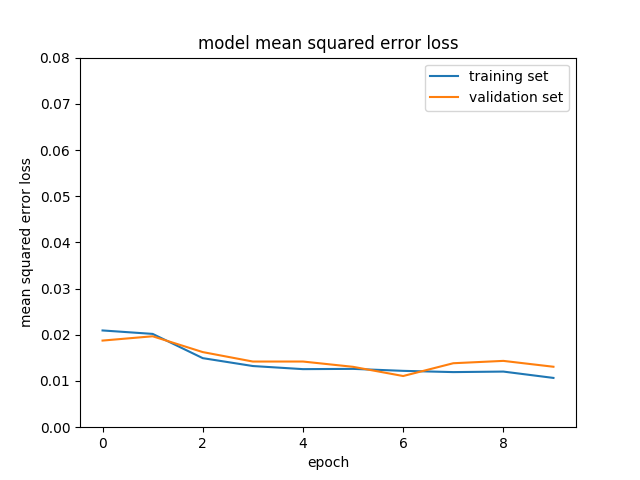 model mean squared error loss
training set
validation set
0.08
0.07
0.06
0.05
0.04
0.03
0.02
0.01
0.00
mean squared error loss
0 2 4 6 8
epoch